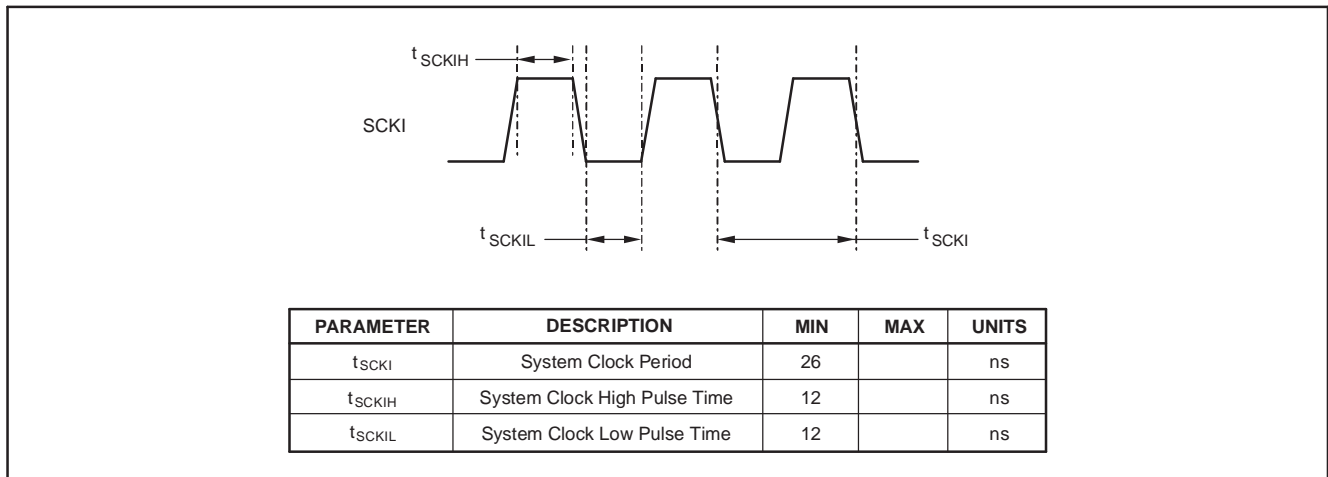 tSCKIH
SCKI
tSCKIL
tSCKI
PARAMETER DESCRIPTION MIN MAX UNITS
tSCKI System Clock Period 26 ns
tSCKIH System Clock High Pulse Time 12 ns
tSCKIL System Clock Low Pulse Time 12 ns